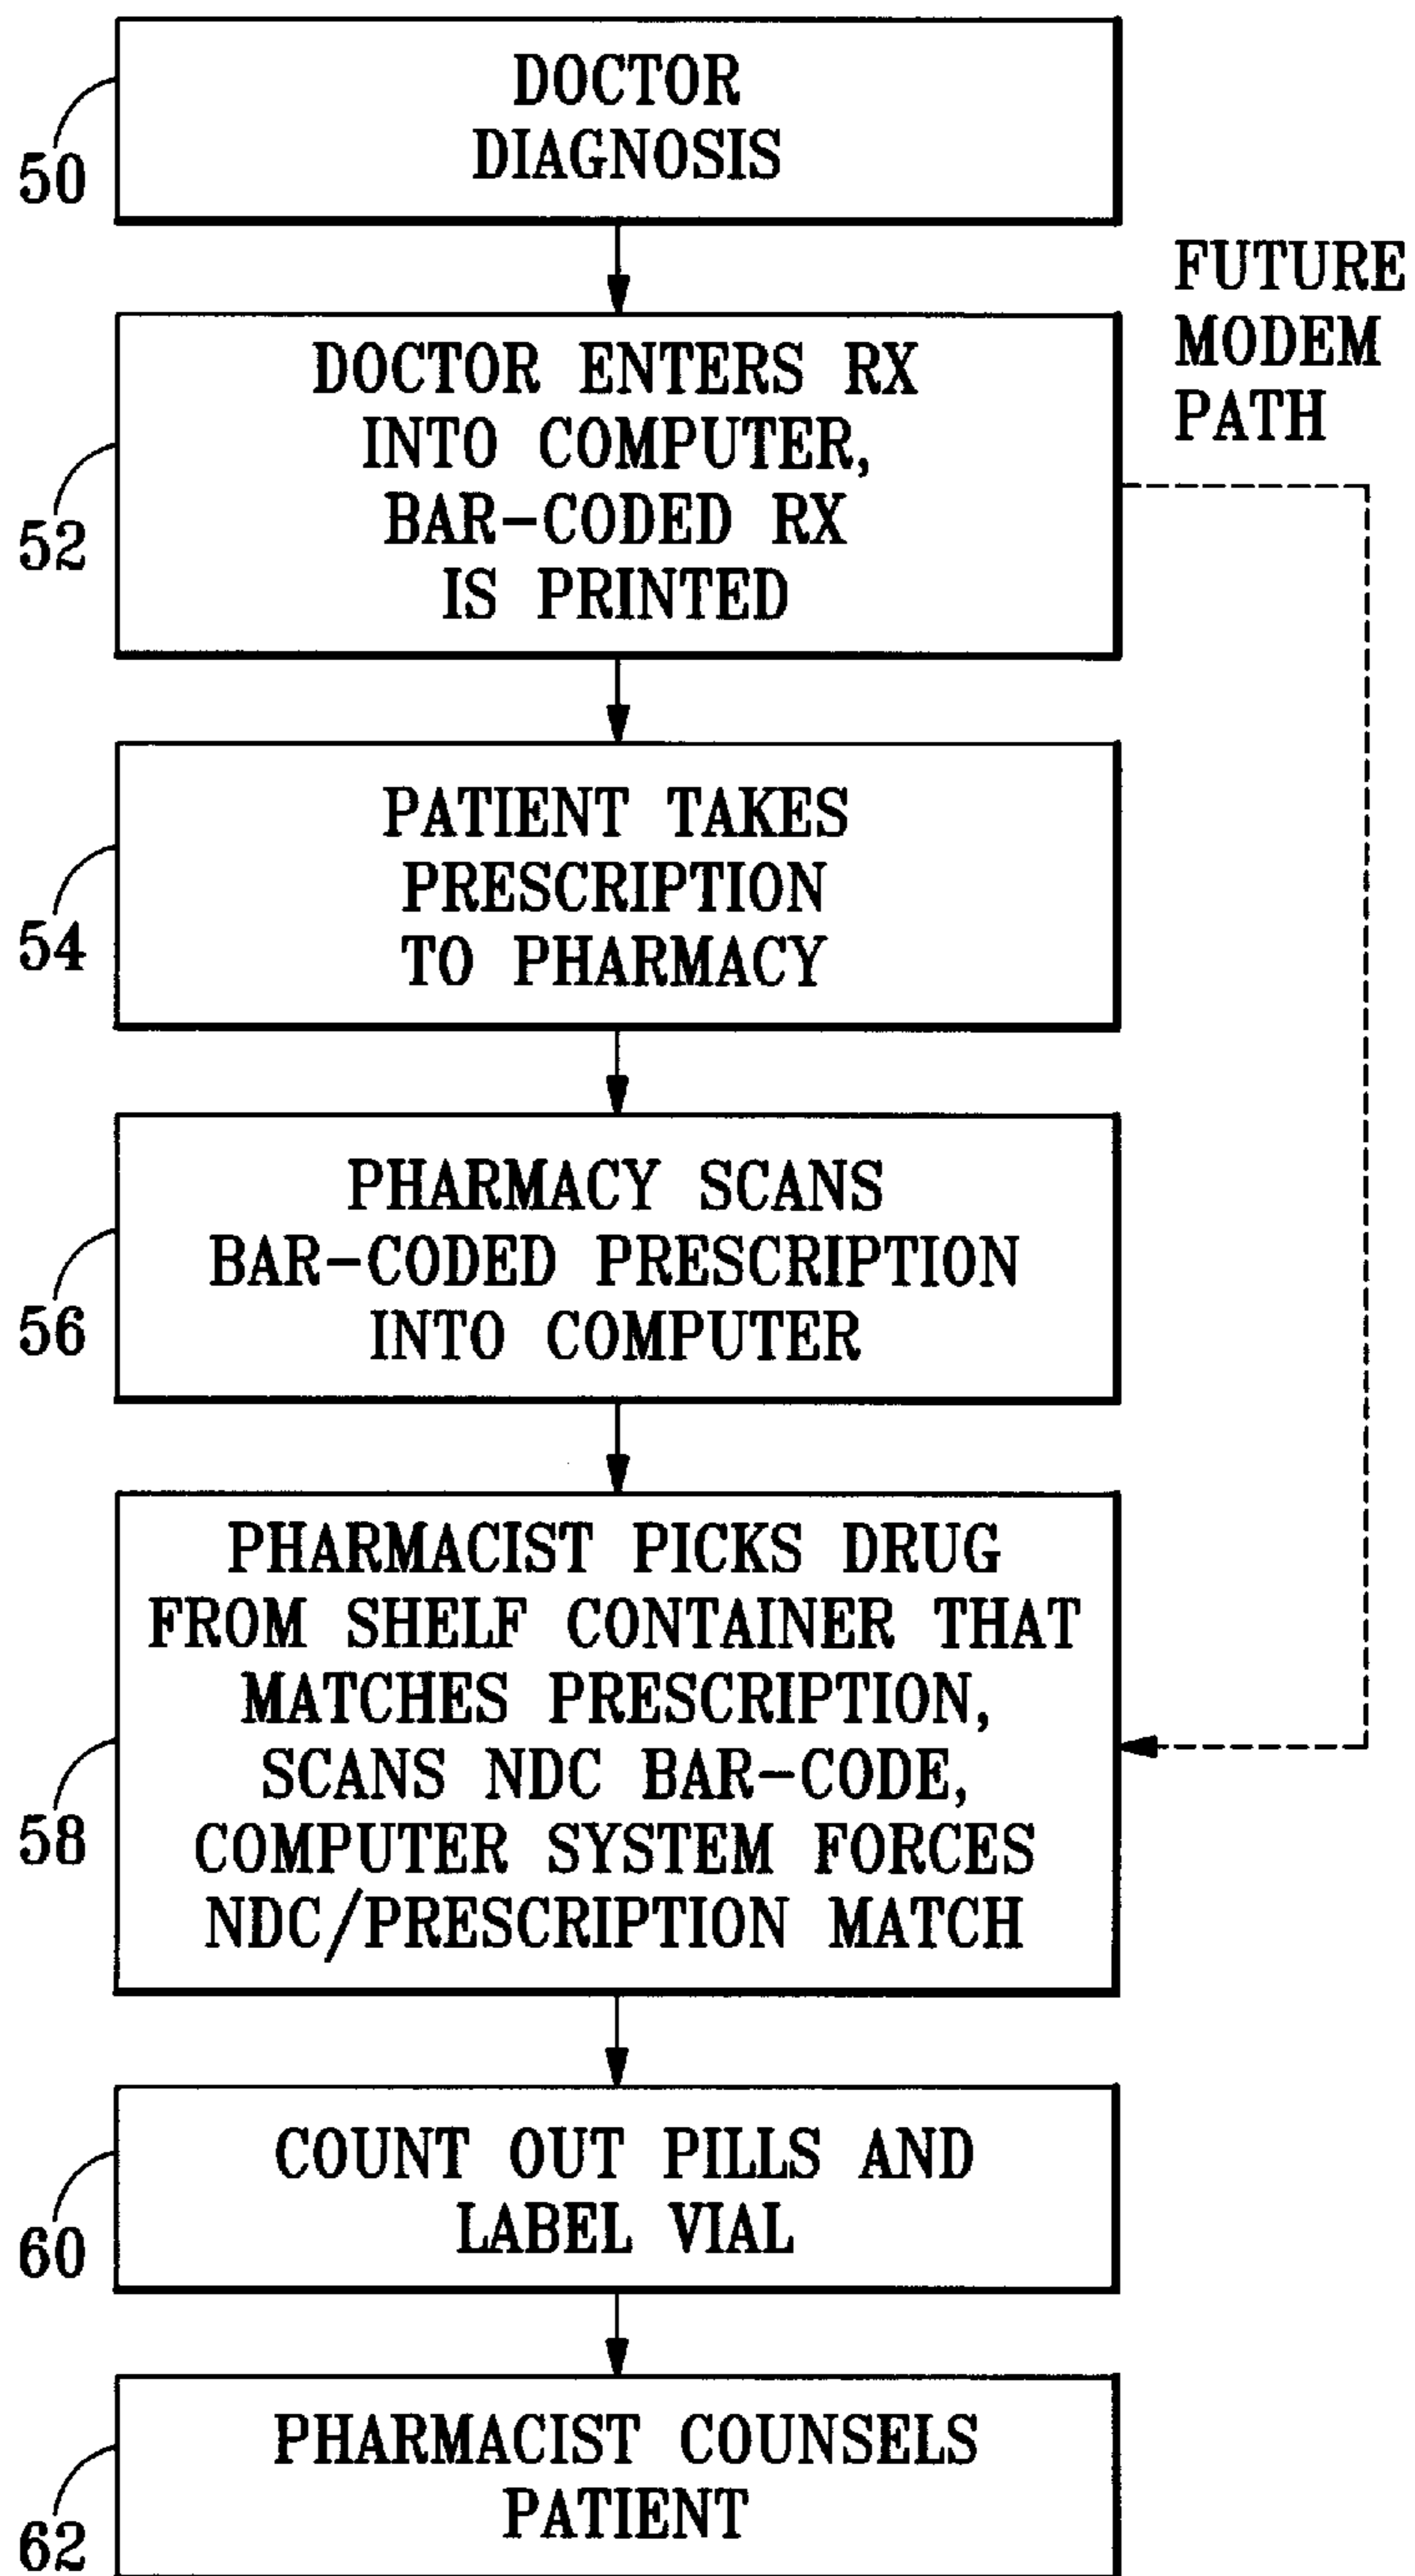 DOCTOR
DIAGNOSIS
50
FUTURE
MODEM
PATH
DOCTOR ENTERS RX
INTO COMPUTER,
BAR-CODED RX
IS PRINTED
52
PATIENT TAKES
PRESCRIPTION
TO PHARMACY
54
PHARMACY SCANS
BAR-CODED PRESCRIPTION
INTO COMPUTER
56
PHARMACIST PICKS DRUG
FROM SHELF CONTAINER THAT
MATCHES PRESCRIPTION,
SCANS NDC BAR-CODE,
COMPUTER SYSTEM FORCES
NDC/PRESCRIPTION MATCH
58
COUNT OUT PILLS AND
LABEL VIAL
60
PHARMACIST COUNSELS
PATIENT
62